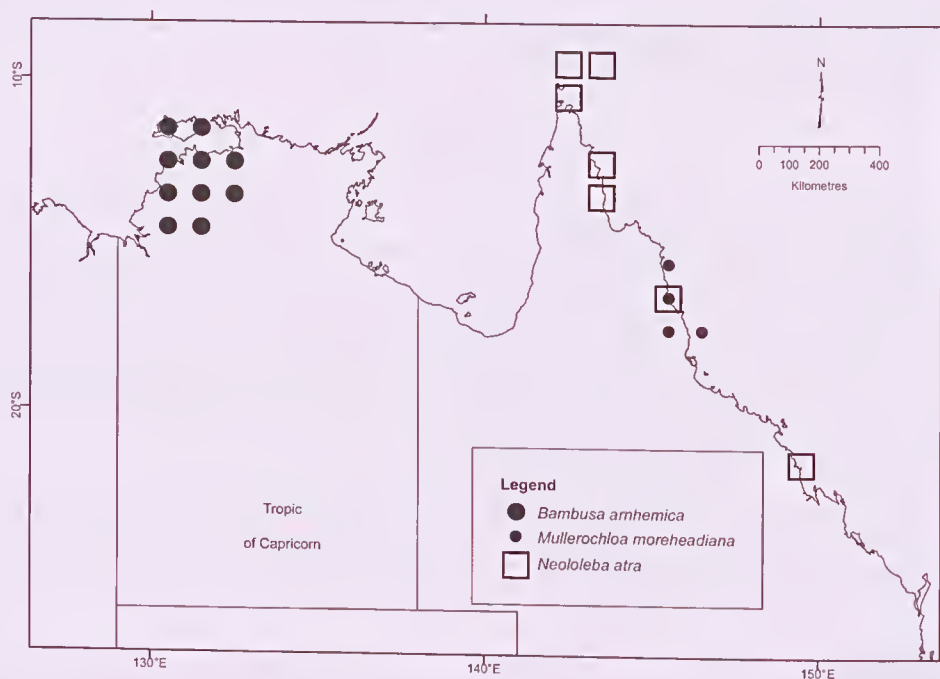 140°E
10°S
N
0 100 200 400
Kilometres
20°S
Legend
Bambusa arnhemica
Mullerochloa moreheadiana
Neololeba atra
Tropic
of Capricorn
130°E
140°E
150°E